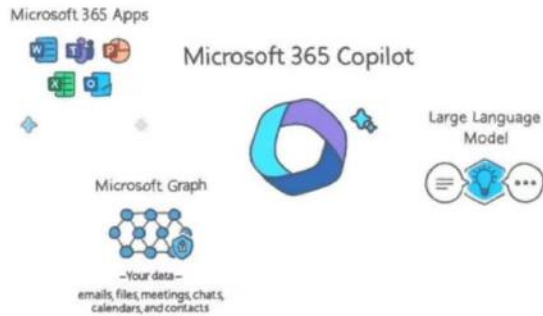 Microsoft 365 Apps
W
T
P
X
O
Microsoft 365 Copilot
Large Language
Model
Microsoft Graph
-Your data-
emails, files, meetings, chats,
calendars, and contacts